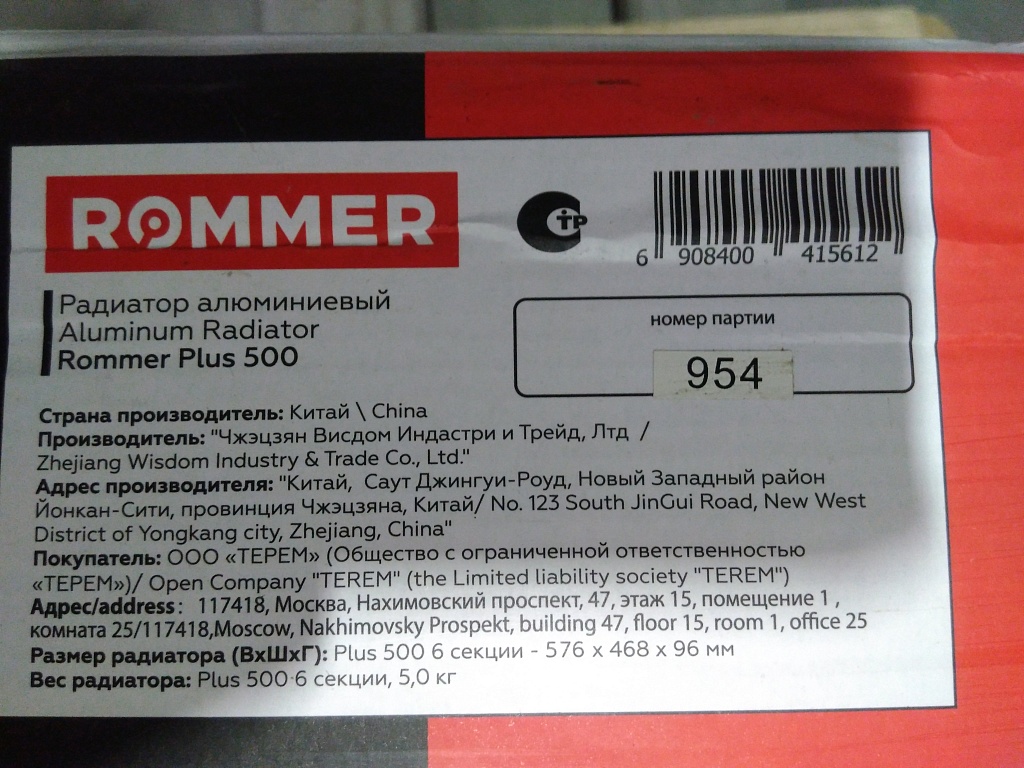 ROMMER
СТР
6 908400 415612
Радиатор алюминиевый
Aluminum Radiator
Rommer Plus 500
номер партии
954
Страна производитель: Китай \ China
Производитель: "Чжэцзян Висдом Индастри и Трейд, Лтд /
Zhejiang Wisdom Industry & Trade Co., Ltd."
Адрес производителя: "Китай, Саут Джингуи-Роуд, Новый Западный район
Йонкан-Сити, провинция Чжэцзяна, Китай/ No. 123 South JinGui Road, New West
District of Yongkang city, Zhejiang, China"
Покупатель: ООО «ТЕРЕМ» (Общество с ограниченной ответственностью
«ТЕРЕМ»)/ Open Company "TEREM" (the Limited liability society "TEREM")
Адрес/address: 117418, Москва, Нахимовский проспект, 47, этаж 15, помещение 1 ,
комната 25/117418,Moscow, Nakhimovsky Prospekt, building 47, floor 15, room 1, office 25
Размер радиатора (ВхШхГ): Plus 500 6 секции - 576 x 468 x 96 мм
Вес радиатора: Plus 500 6 секции, 5,0 кг